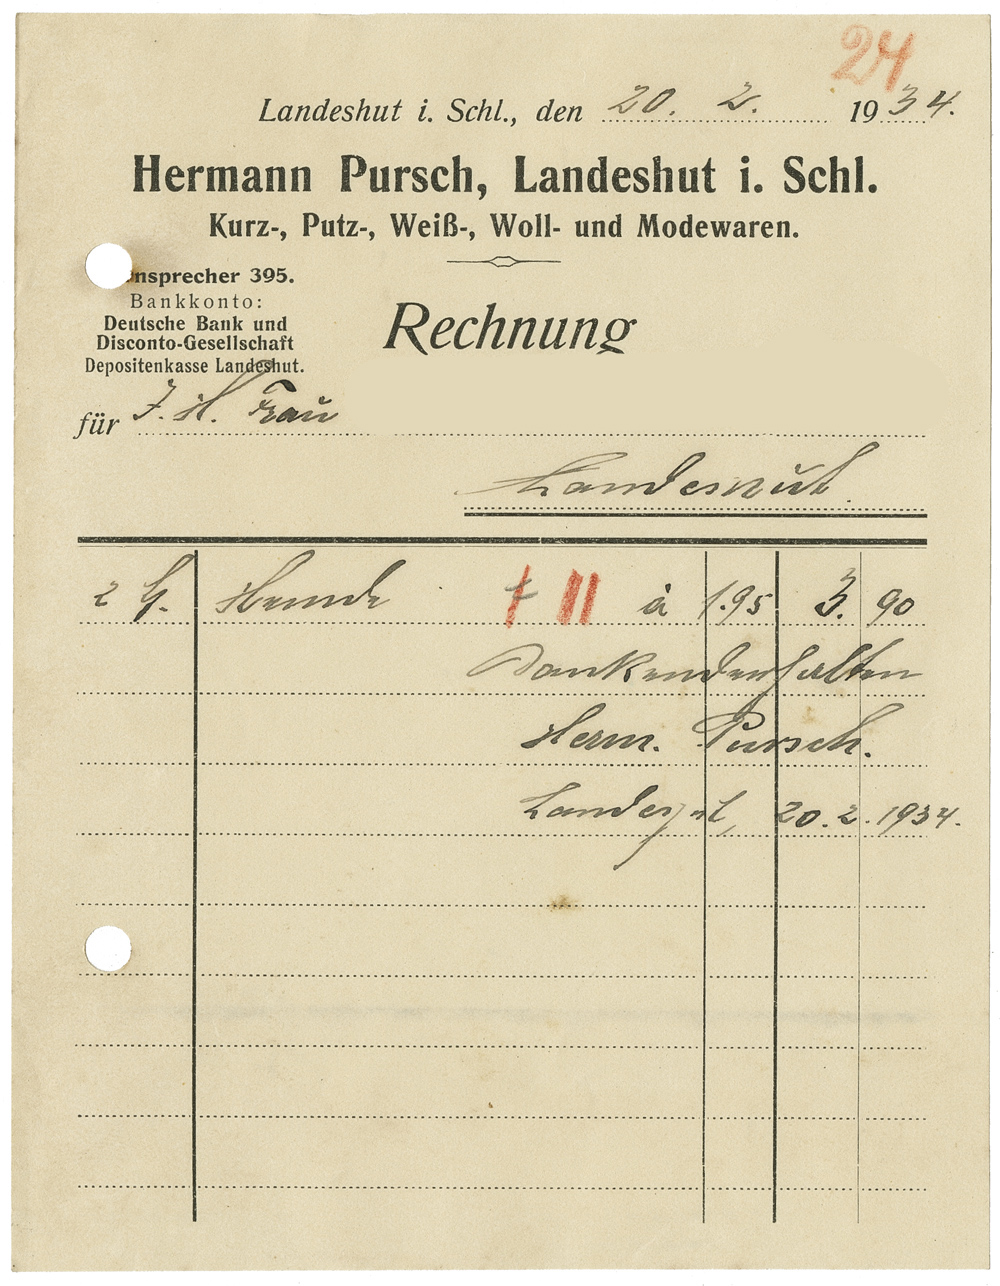 24
Landeshut i. Schl., den 20. 2. 1934.
Hermann Pursch, Landeshut i. Schl.
Kurz-, Putz-, Weiß-, Woll- und Modewaren.
nsprecher 395.
Bankkonto:
Deutsche Bank und
Disconto-Gesellschaft
Depositenkasse Landeshut.
Rechnung
für J. H. Frau
Landeshut.
2 Hemde II à 1.95 3.90
Dankend erhalten
Herm. Pursch.
Landeshut, 20.2.1934.